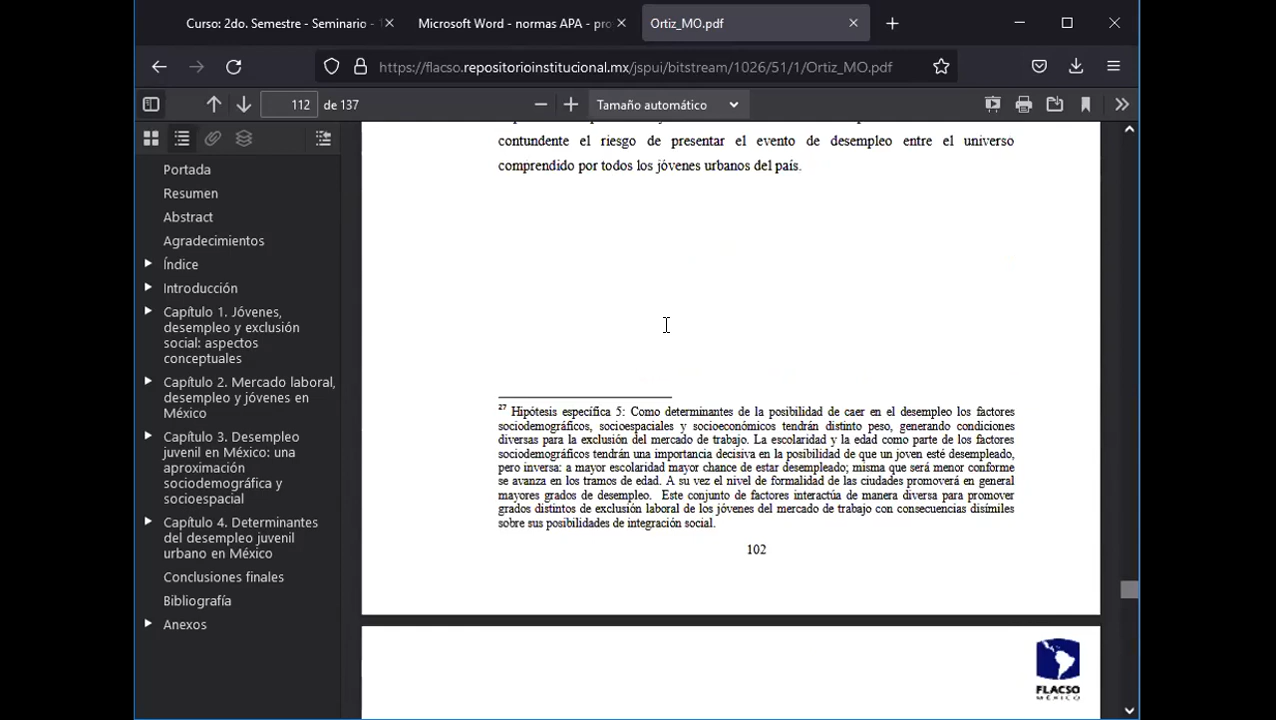 Curso: 2do. Semestre - Seminario -
Microsoft Word - normas APA - pro
Ortiz_MO.pdf
https://flacso.repositorioinstitucional.mx/jspui/bitstream/1026/51/1/Ortiz_MO.pdf
112 de 137
Tamaño automático
Portada
Resumen
Abstract
Agradecimientos
Índice
Introducción
Capítulo 1. Jóvenes,
desempleo y exclusión
social: aspectos
conceptuales
Capítulo 2. Mercado laboral,
desempleo y jóvenes en
México
Capítulo 3. Desempleo
juvenil en México: una
aproximación
sociodemográfica y
socioespacial
Capítulo 4. Determinantes
del desempleo juvenil
urbano en México
Conclusiones finales
Bibliografía
Anexos
contundente el riesgo de presentar el evento de desempleo entre el universo
comprendido por todos los jóvenes urbanos del país.
27 Hipótesis específica 5: Como determinantes de la posibilidad de caer en el desempleo los factores
sociodemográficos, socioespaciales y socioeconómicos tendrán distinto peso, generando condiciones
diversas para la exclusión del mercado de trabajo. La escolaridad y la edad como parte de los factores
sociodemográficos tendrán una importancia decisiva en la posibilidad de que un joven esté desempleado,
pero inversa: a mayor escolaridad mayor chance de estar desempleado; misma que será menor conforme
se avanza en los tramos de edad. A su vez el nivel de formalidad de las ciudades promoverá en general
mayores grados de desempleo. Este conjunto de factores interactúa de manera diversa para promover
grados distintos de exclusión laboral de los jóvenes del mercado de trabajo con consecuencias disímiles
sobre sus posibilidades de integración social.
102
FLACSO
MÉXICO